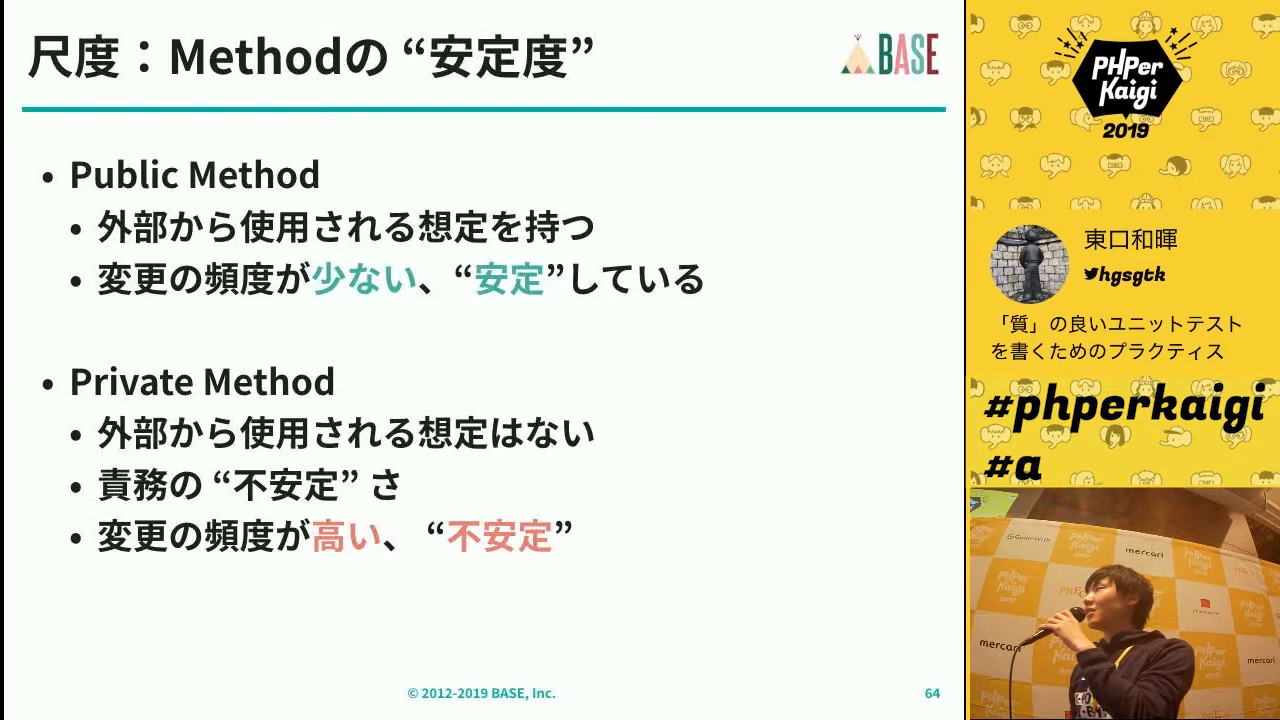 尺度：Methodの “安定度”
BASE
• Public Method
• 外部から使用される想定を持つ
• 変更の頻度が少ない、“安定”している
• Private Method
• 外部から使用される想定はない
• 責務の “不安定” さ
• 変更の頻度が高い、 “不安定”
© 2012-2019 BASE, Inc.
64
PHPer
Kaigi
2019
東口和暉
hgsgtk
「質」の良いユニットテスト
を書くためのプラクティス
#phperkaigi
#a
GameWith
mercari
PHPer
Kaigi
mercari
mercari